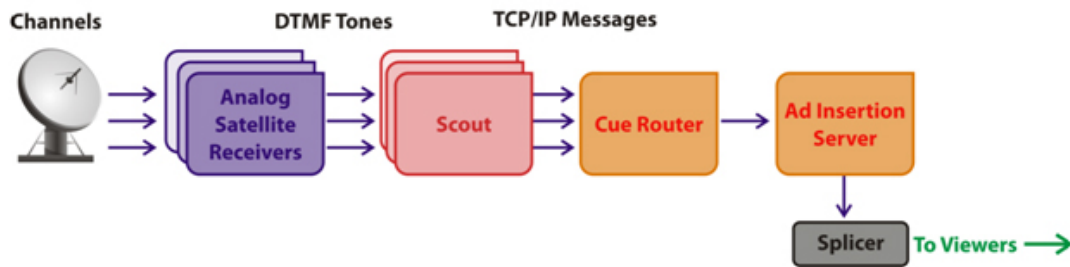 Channels
DTMF Tones
TCP/IP Messages
Analog
Satellite
Receivers
Scout
Cue Router
Ad Insertion
Server
Splicer
To Viewers